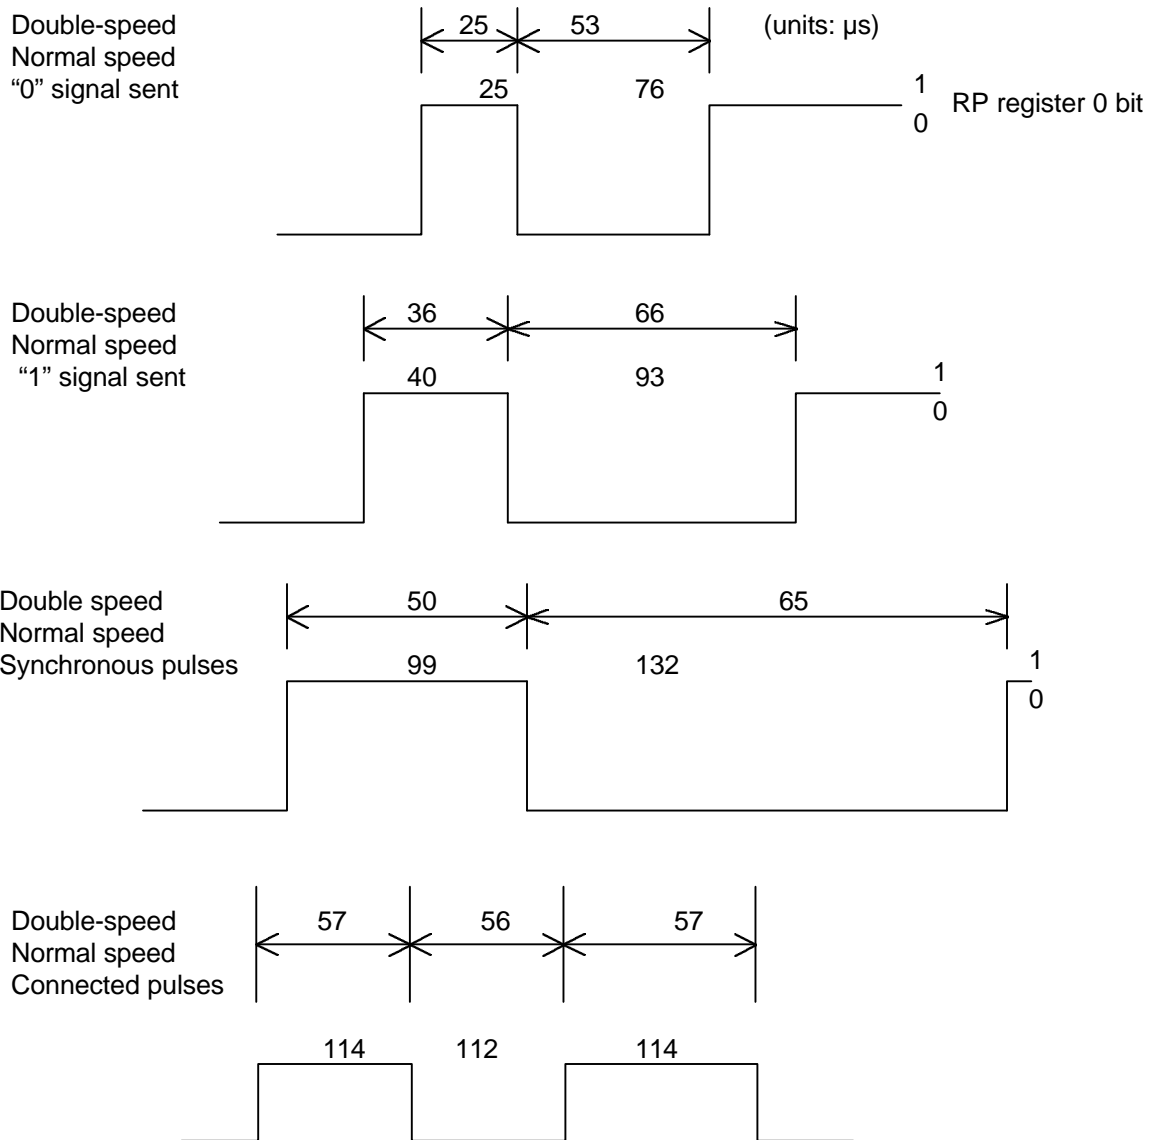 Double-speed
25
53
(units: µs)
Normal speed
“0” signal sent
25
76
1
0
RP register 0 bit
Double-speed
36
66
Normal speed
“1” signal sent
40
93
1
0
Double speed
50
65
Normal speed
Synchronous pulses
99
132
1
0
Double-speed
57
56
57
Normal speed
Connected pulses
114
112
114